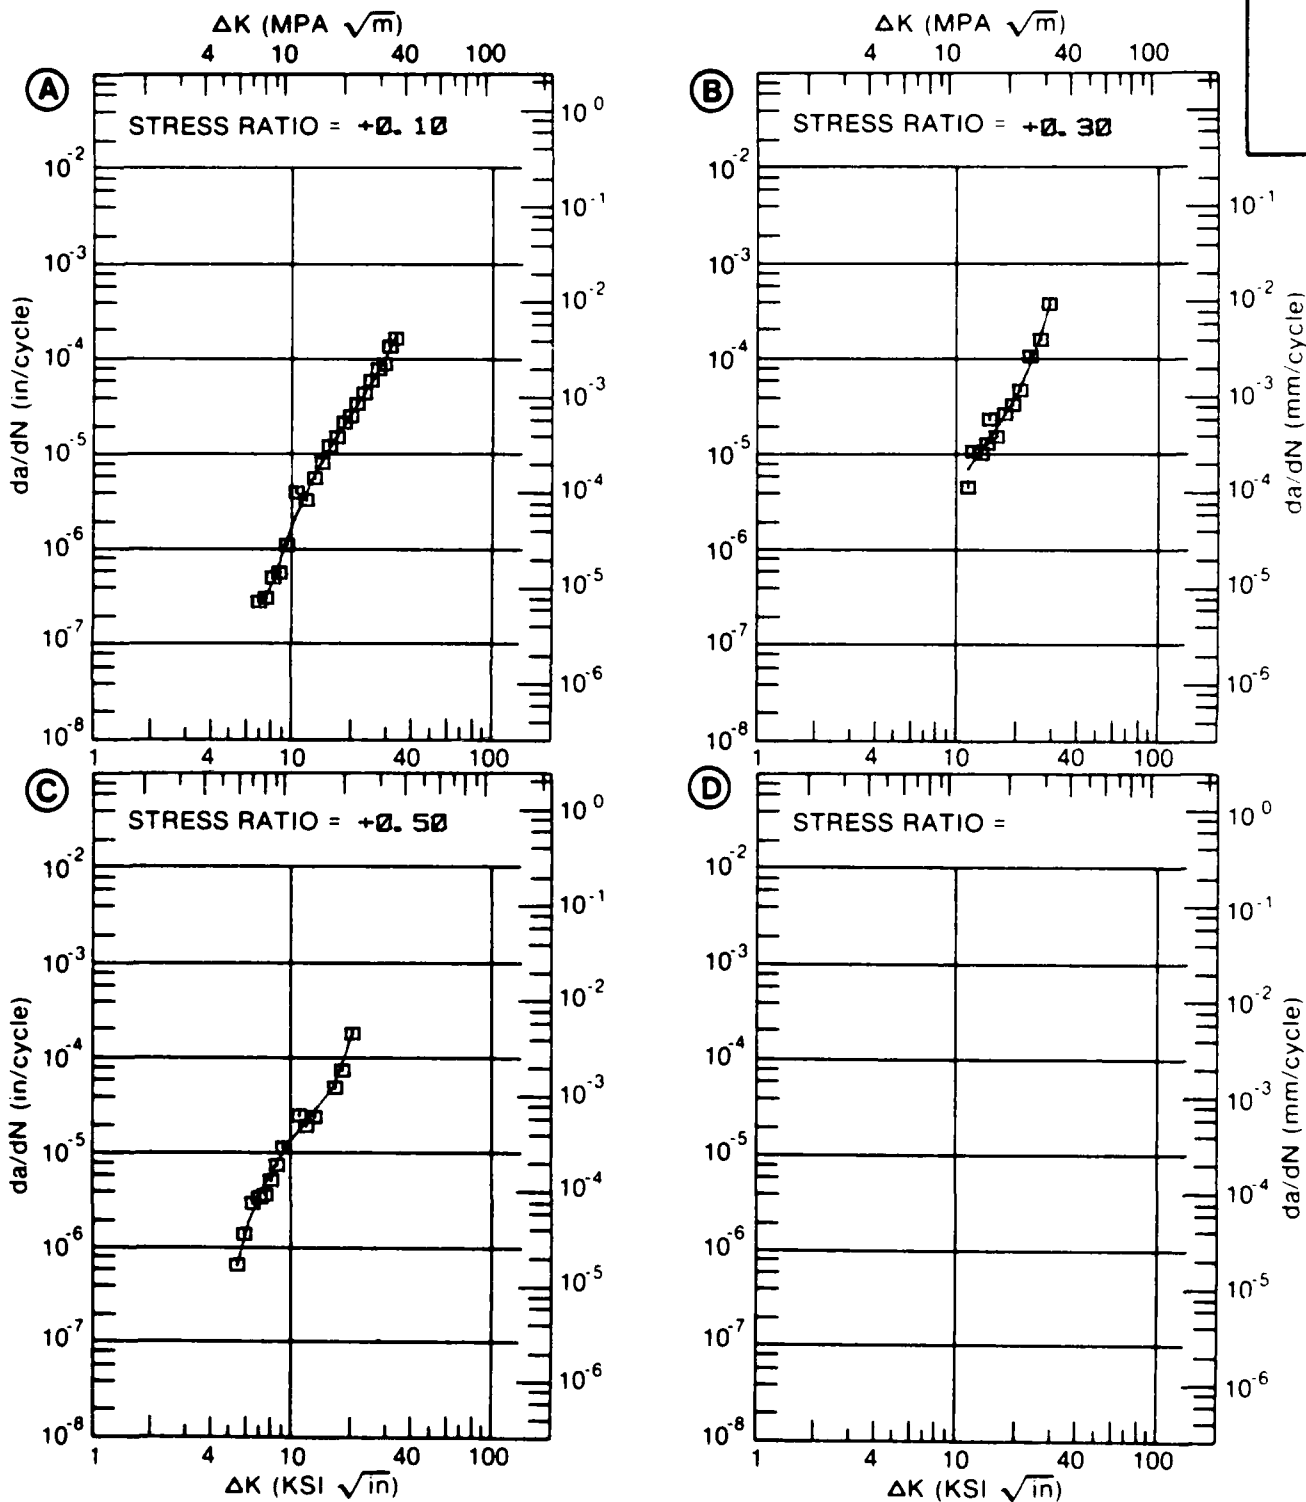 ΔK (MPA √m)
4 10 40 100
ΔK (MPA √m)
4 10 40 100
A
STRESS RATIO = +0.10
da/dN (in/cycle)
10⁻²
10⁻³
10⁻⁴
10⁻⁵
10⁻⁶
10⁻⁷
10⁻⁸
10⁰
10⁻¹
10⁻²
10⁻³
10⁻⁴
10⁻⁵
10⁻⁶
1 4 10 40 100
B
STRESS RATIO = +0.30
10⁻²
10⁻³
10⁻⁴
10⁻⁵
10⁻⁶
10⁻⁷
10⁻⁸
10⁻¹
10⁻²
10⁻³
10⁻⁴
10⁻⁵
10⁻⁶
da/dN (mm/cycle)
1 4 10 40 100
C
STRESS RATIO = +0.50
da/dN (in/cycle)
10⁻²
10⁻³
10⁻⁴
10⁻⁵
10⁻⁶
10⁻⁷
10⁻⁸
10⁰
10⁻¹
10⁻²
10⁻³
10⁻⁴
10⁻⁵
10⁻⁶
1 4 10 40 100
ΔK (KSI √in)
D
STRESS RATIO =
10⁻²
10⁻³
10⁻⁴
10⁻⁵
10⁻⁶
10⁻⁷
10⁻⁸
10⁰
10⁻¹
10⁻²
10⁻³
10⁻⁴
10⁻⁵
10⁻⁶
da/dN (mm/cycle)
1 4 10 40 100
ΔK (KSI √in)